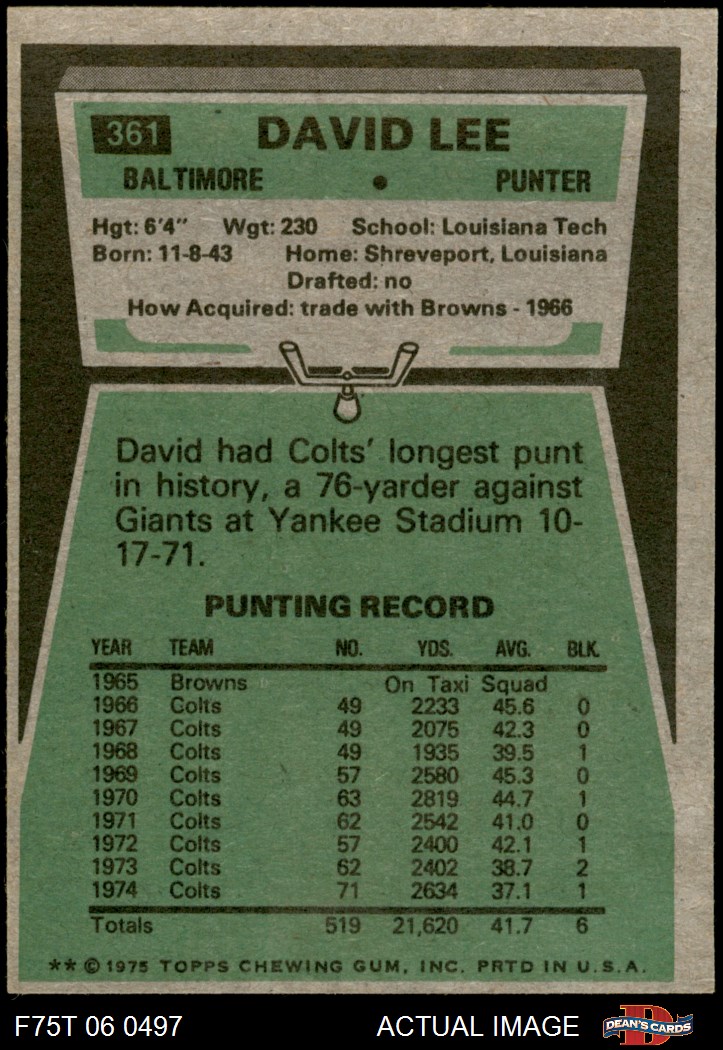 361 DAVID LEE
BALTIMORE • PUNTER
Hgt: 6'4" Wgt: 230 School: Louisiana Tech
Born: 11-8-43 Home: Shreveport, Louisiana
Drafted: no
How Acquired: trade with Browns - 1966
David had Colts' longest punt
in history, a 76-yarder against
Giants at Yankee Stadium 10-
17-71.
PUNTING RECORD
YEAR TEAM NO. YDS. AVG. BLK.
1965 Browns On Taxi Squad
1966 Colts 49 2233 45.6 0
1967 Colts 49 2075 42.3 0
1968 Colts 49 1935 39.5 1
1969 Colts 57 2580 45.3 0
1970 Colts 63 2819 44.7 1
1971 Colts 62 2542 41.0 0
1972 Colts 57 2400 42.1 1
1973 Colts 62 2402 38.7 2
1974 Colts 71 2634 37.1 1
Totals 519 21,620 41.7 6
** © 1975 TOPPS CHEWING GUM, INC. PRTD IN U.S.A.
F75T 06 0497 ACTUAL IMAGE DEAN'S CARDS